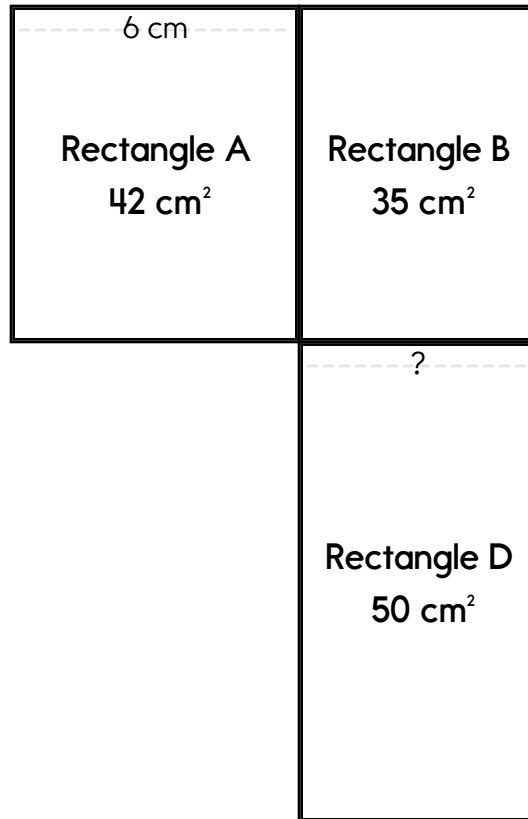 6 cm
Rectangle A
42 cm²
Rectangle B
35 cm²
?
Rectangle D
50 cm²